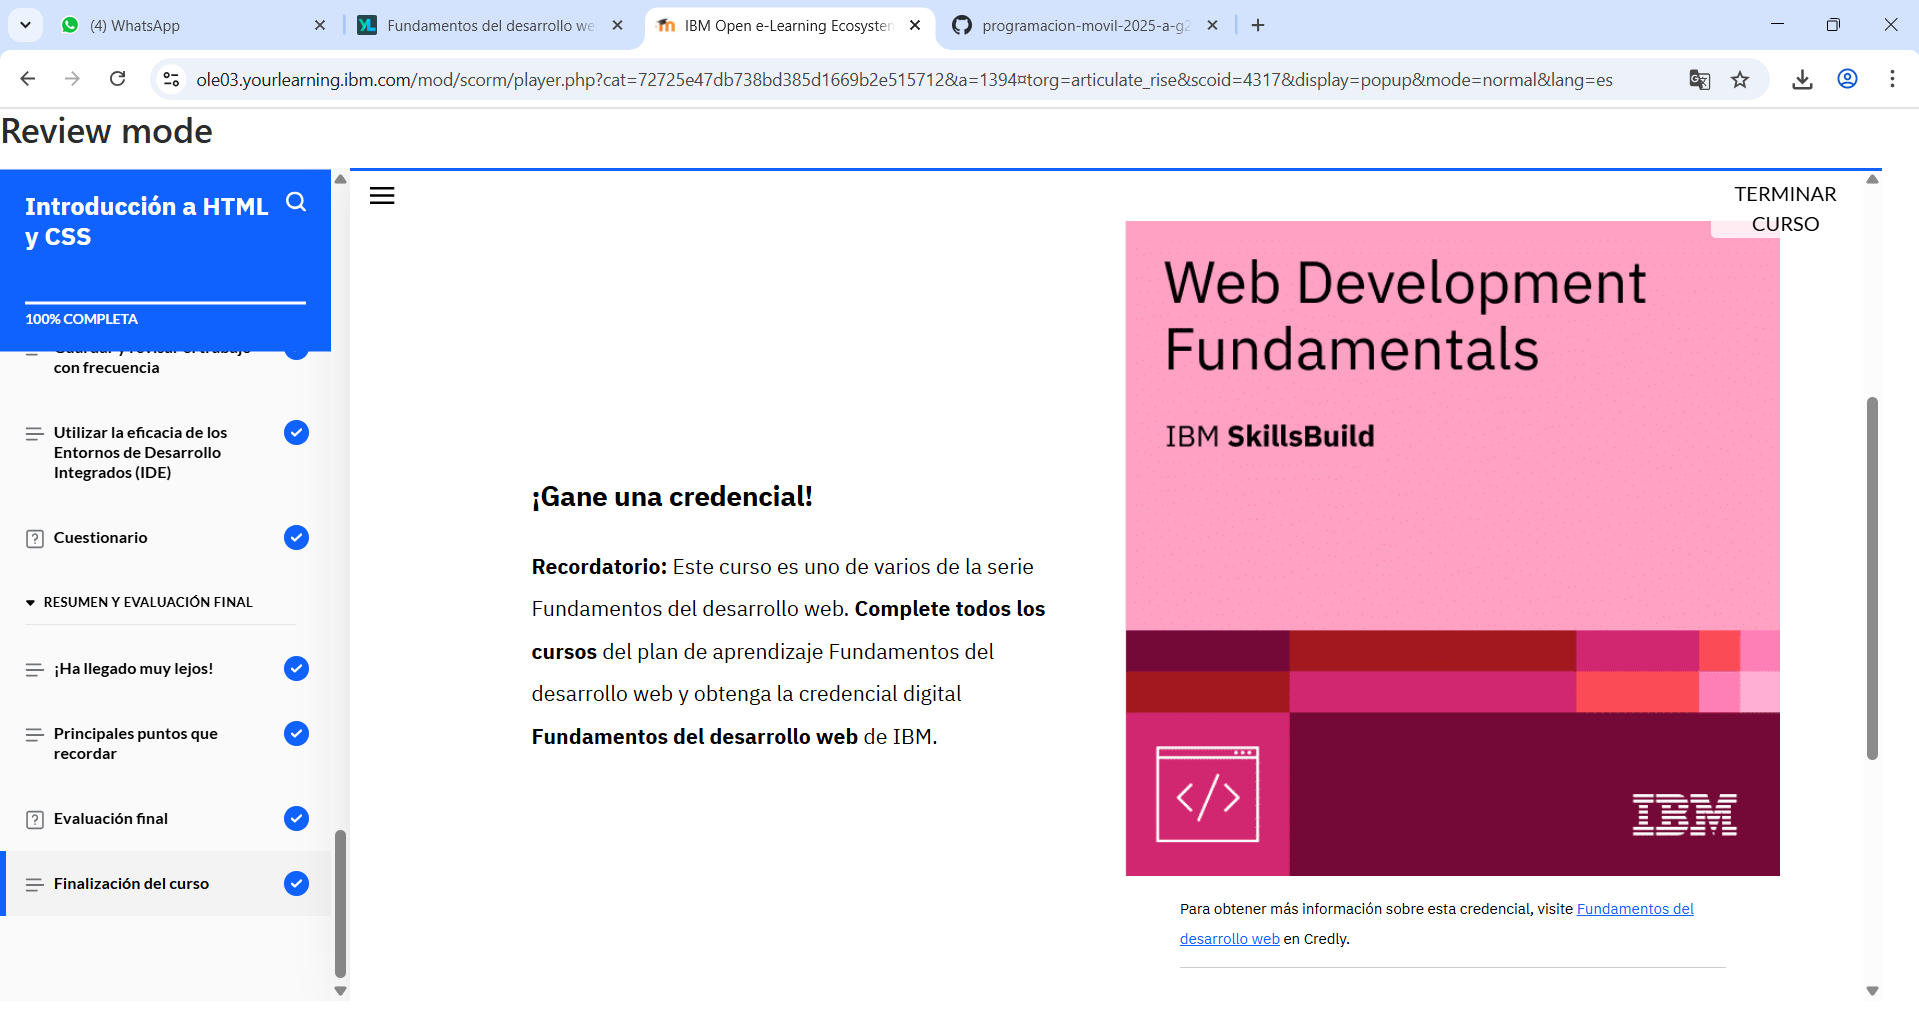 (4) WhatsApp
Fundamentos del desarrollo we
IBM Open e-Learning Ecosysten
programacion-movil-2025-a-g2
ole03.yourlearning.ibm.com/mod/scorm/player.php?cat=72725e47db738bd385d1669b2e515712&a=1394¤torg=articulate_rise&scoid=4317&display=popup&mode=normal&lang=es
Review mode
Introducción a HTML
y CSS
100% COMPLETA
Guardar y revisar el trabajo
con frecuencia
Utilizar la eficacia de los
Entornos de Desarrollo
Integrados (IDE)
Cuestionario
RESUMEN Y EVALUACIÓN FINAL
¡Ha llegado muy lejos!
Principales puntos que
recordar
Evaluación final
Finalización del curso
TERMINAR
CURSO
¡Gane una credencial!
Recordatorio: Este curso es uno de varios de la serie
Fundamentos del desarrollo web. Complete todos los
cursos del plan de aprendizaje Fundamentos del
desarrollo web y obtenga la credencial digital
Fundamentos del desarrollo web de IBM.
Web Development
Fundamentals
IBM SkillsBuild
</>
IBM
Para obtener más información sobre esta credencial, visite Fundamentos del
desarrollo web en Credly.